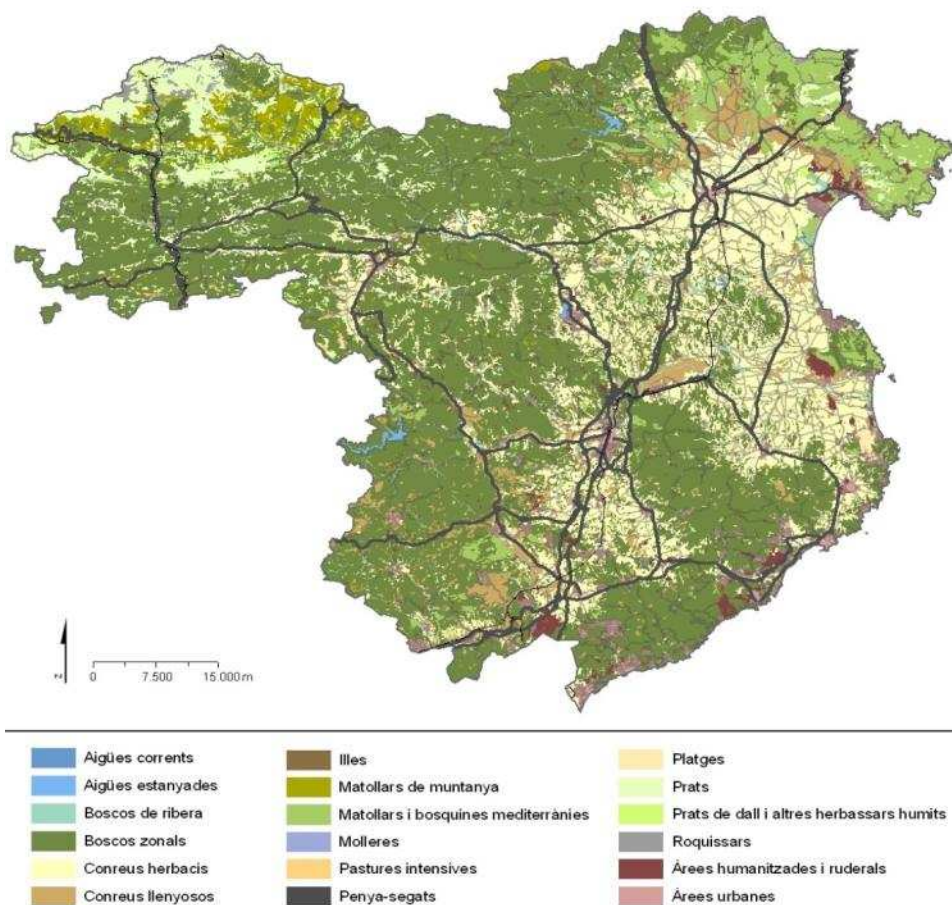 z
0 7.500 15 000 m
Aigües corrents
Aigües estanyades
Boscos de ribera
Boscos zonals
Conreus herbacis
Conreus llenyosos
Illes
Matollars de muntanya
Matollars i bosquines mediterrànies
Molleres
Pastures intensives
Penya-segats
Platges
Prats
Prats de dall i altres herbassars humits
Roquissars
Àrees humanitzades i ruderals
Àrees urbanes